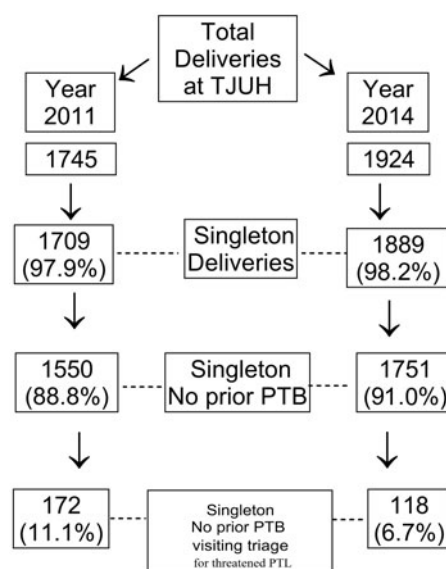 Total
Deliveries
at TJUH
Year
2011
Year
2014
1745
1924
1709
(97.9%)
Singleton
Deliveries
1889
(98.2%)
1550
(88.8%)
Singleton
No prior PTB
1751
(91.0%)
172
(11.1%)
Singleton
No prior PTB
visiting triage
for threatened PTL
118
(6.7%)